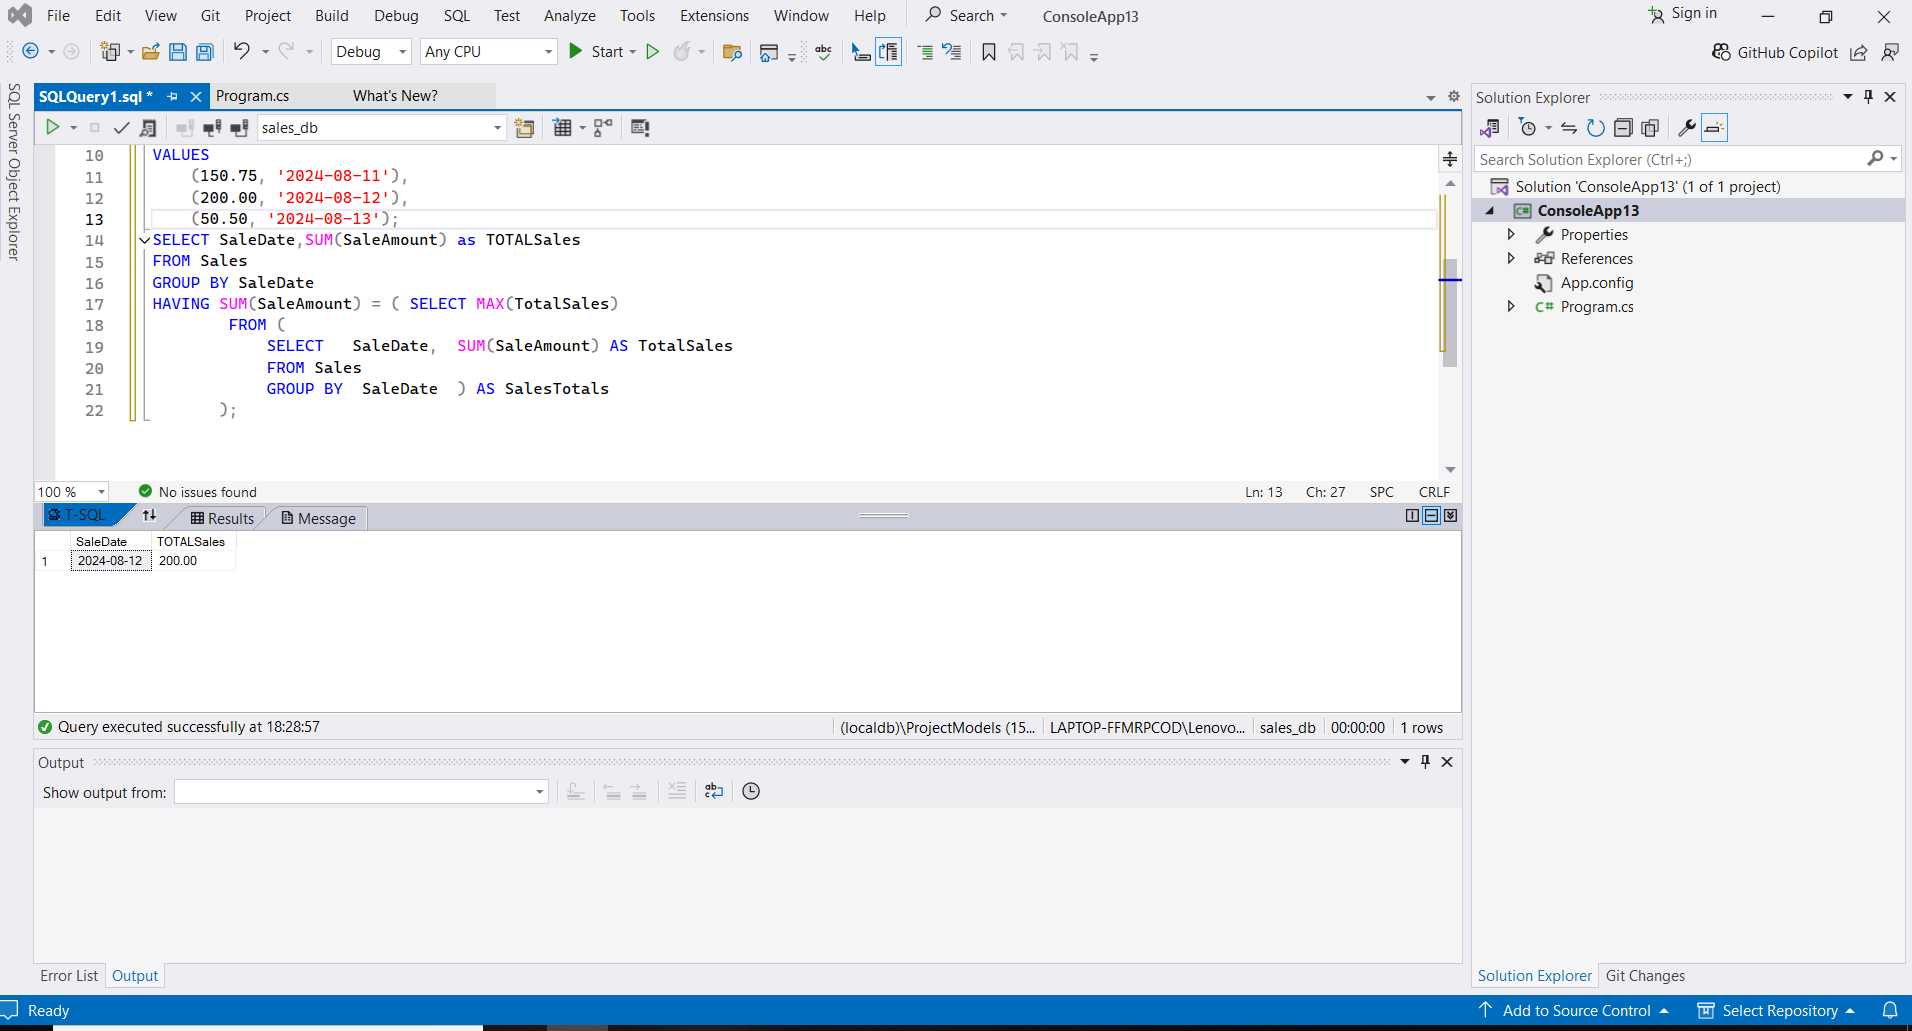 File Edit View Git Project Build Debug SQL Test Analyze Tools Extensions Window Help Search ConsoleApp13 Sign in
Debug Any CPU Start abc GitHub Copilot
SQL Server Object Explorer
SQLQuery1.sql * Program.cs What's New?
sales_db
10 VALUES
11 (150.75, '2024-08-11'),
12 (200.00, '2024-08-12'),
13 (50.50, '2024-08-13');
14 SELECT SaleDate,SUM(SaleAmount) as TOTALSales
15 FROM Sales
16 GROUP BY SaleDate
17 HAVING SUM(SaleAmount) = ( SELECT MAX(TotalSales)
18 FROM (
19 SELECT SaleDate, SUM(SaleAmount) AS TotalSales
20 FROM Sales
21 GROUP BY SaleDate ) AS SalesTotals
22 );
100 % No issues found Ln: 13 Ch: 27 SPC CRLF
T-SQL Results Message
SaleDate TOTALSales
1 2024-08-12 200.00
Query executed successfully at 18:28:57 (localdb)\ProjectModels (15... LAPTOP-FFMRPCOD\Lenovo... sales_db 00:00:00 1 rows
Output
Show output from:
Error List Output
Solution Explorer
Search Solution Explorer (Ctrl+;)
Solution 'ConsoleApp13' (1 of 1 project)
C# ConsoleApp13
Properties
References
App.config
C# Program.cs
Solution Explorer Git Changes
Ready Add to Source Control Select Repository